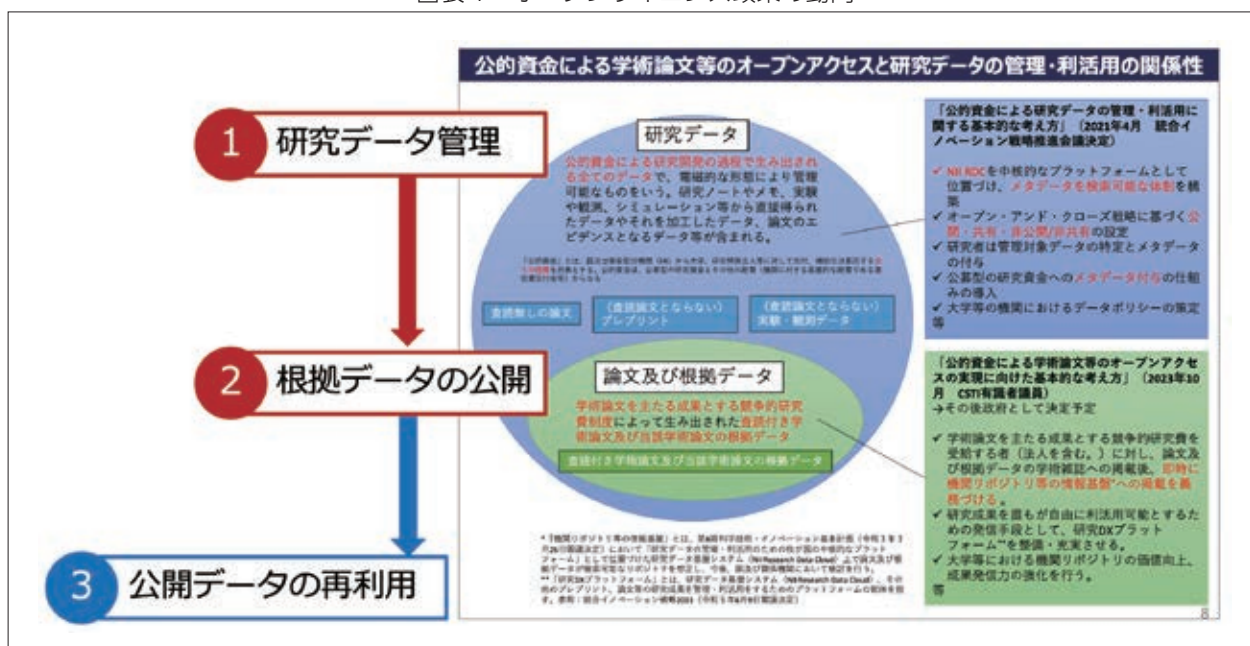 公的資金による学術論文等のオープンアクセスと研究データの管理・利活用の関係性
1 研究データ管理
2 根拠データの公開
3 公開データの再利用
研究データ
公的資金による研究開発の過程で生み出され
る全てのデータで、電磁的な形態により管理
可能なものをいう。研究ノートやメモ、実験
や観測、シミュレーション等から直接得られ
たデータやそれを加工したデータ、論文のエ
ビデンスとなるデータ等が含まれる。
査読無しの論文
(査読論文とならない)
プレプリント
(査読論文とならない)
実験・観測データ
論文及び根拠データ
学術論文を主たる成果とする競争的研究
費制度によって生み出された査読付き学
術論文及び当該学術論文の根拠データ
査読付き学術論文及び当該学術論文の根拠データ
「公的資金による研究データの管理・利活用に
関する基本的な考え方」(2021年4月 統合イ
ノベーション戦略推進会議決定)
✓ NII RDCを中核的なプラットフォームとして
位置づけ、メタデータを検索可能な体制を構
築
✓ オープン・アンド・クローズ戦略に基づく公
開・共有・非公開/非共有の設定
✓ 研究者は管理対象データの特定とメタデータ
の付与
✓ 公募型の研究資金へのメタデータ付与の仕組
みの導入
✓ 大学等の機関におけるデータポリシーの策定
等
「公的資金による学術論文等のオープンアクセ
スの実現に向けた基本的な考え方」(2023年10
月 CSTI有識者議員)
→その後政府として決定予定
✓ 学術論文を主たる成果とする競争的研究費を
受給する者(法人を含む。)に対し、論文及
び根拠データの学術雑誌への掲載後、即時に
機関リポジトリ等の情報基盤*への掲載を義
務づける。
✓ 研究成果を誰もが自由に利活用可能とするた
めの発信手段として、研究DXプラット
フォーム**を整備・充実させる。
✓ 大学等における機関リポジトリの価値向上、
成果発信力の強化を行う。
等
8